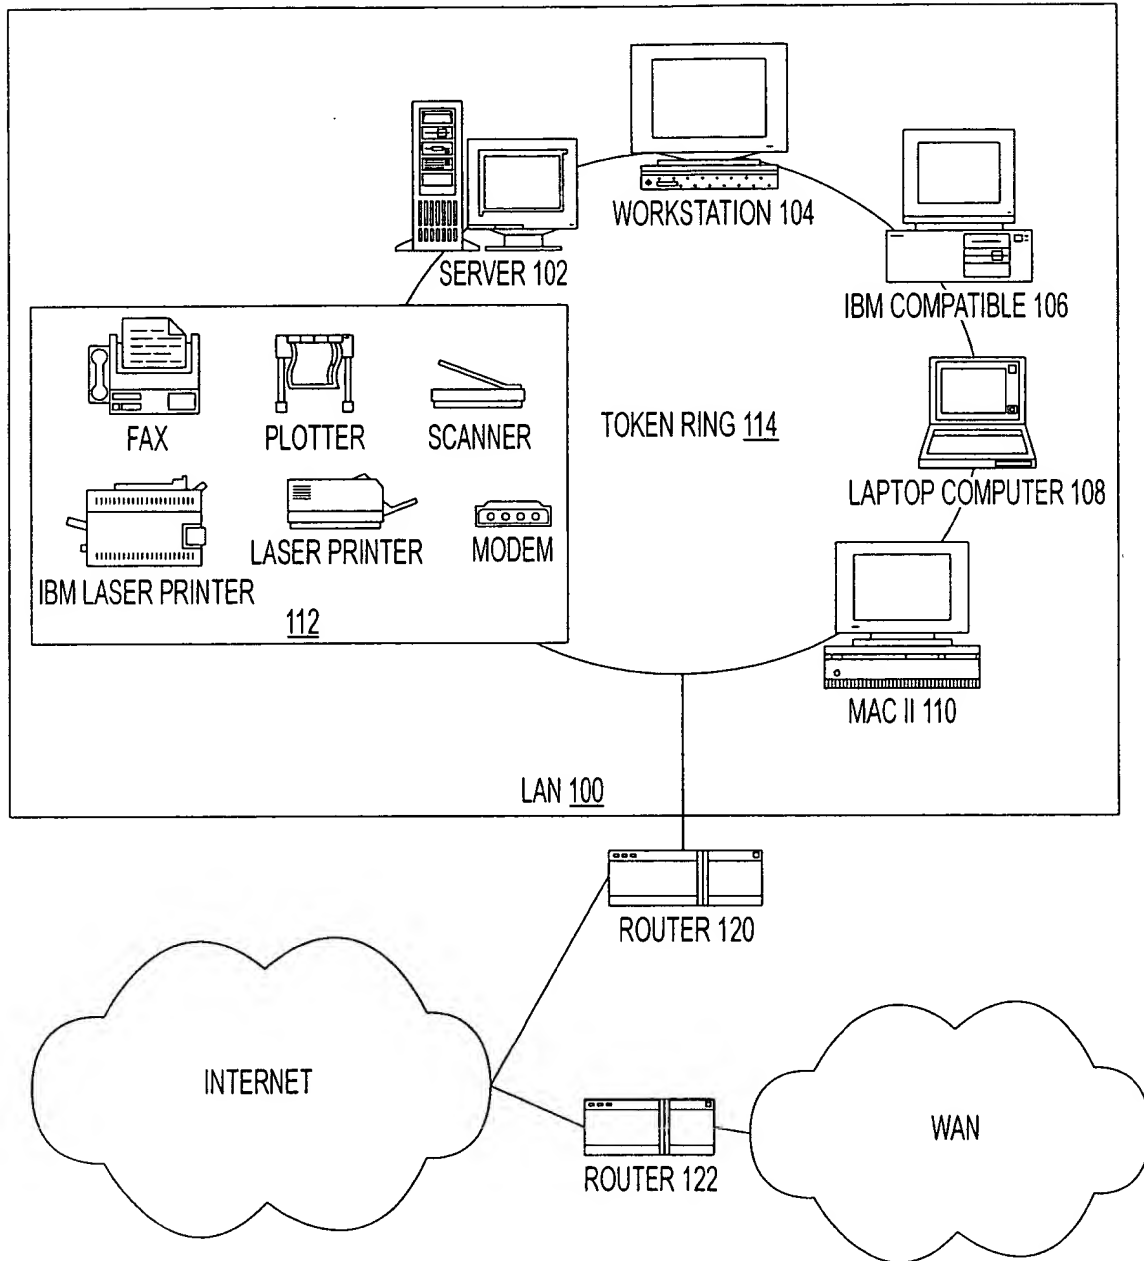 WORKSTATION 104
SERVER 102
IBM COMPATIBLE 106
FAX
PLOTTER
SCANNER
TOKEN RING 114
LAPTOP COMPUTER 108
LASER PRINTER
MODEM
IBM LASER PRINTER
112
MAC II 110
LAN 100
ROUTER 120
INTERNET
WAN
ROUTER 122